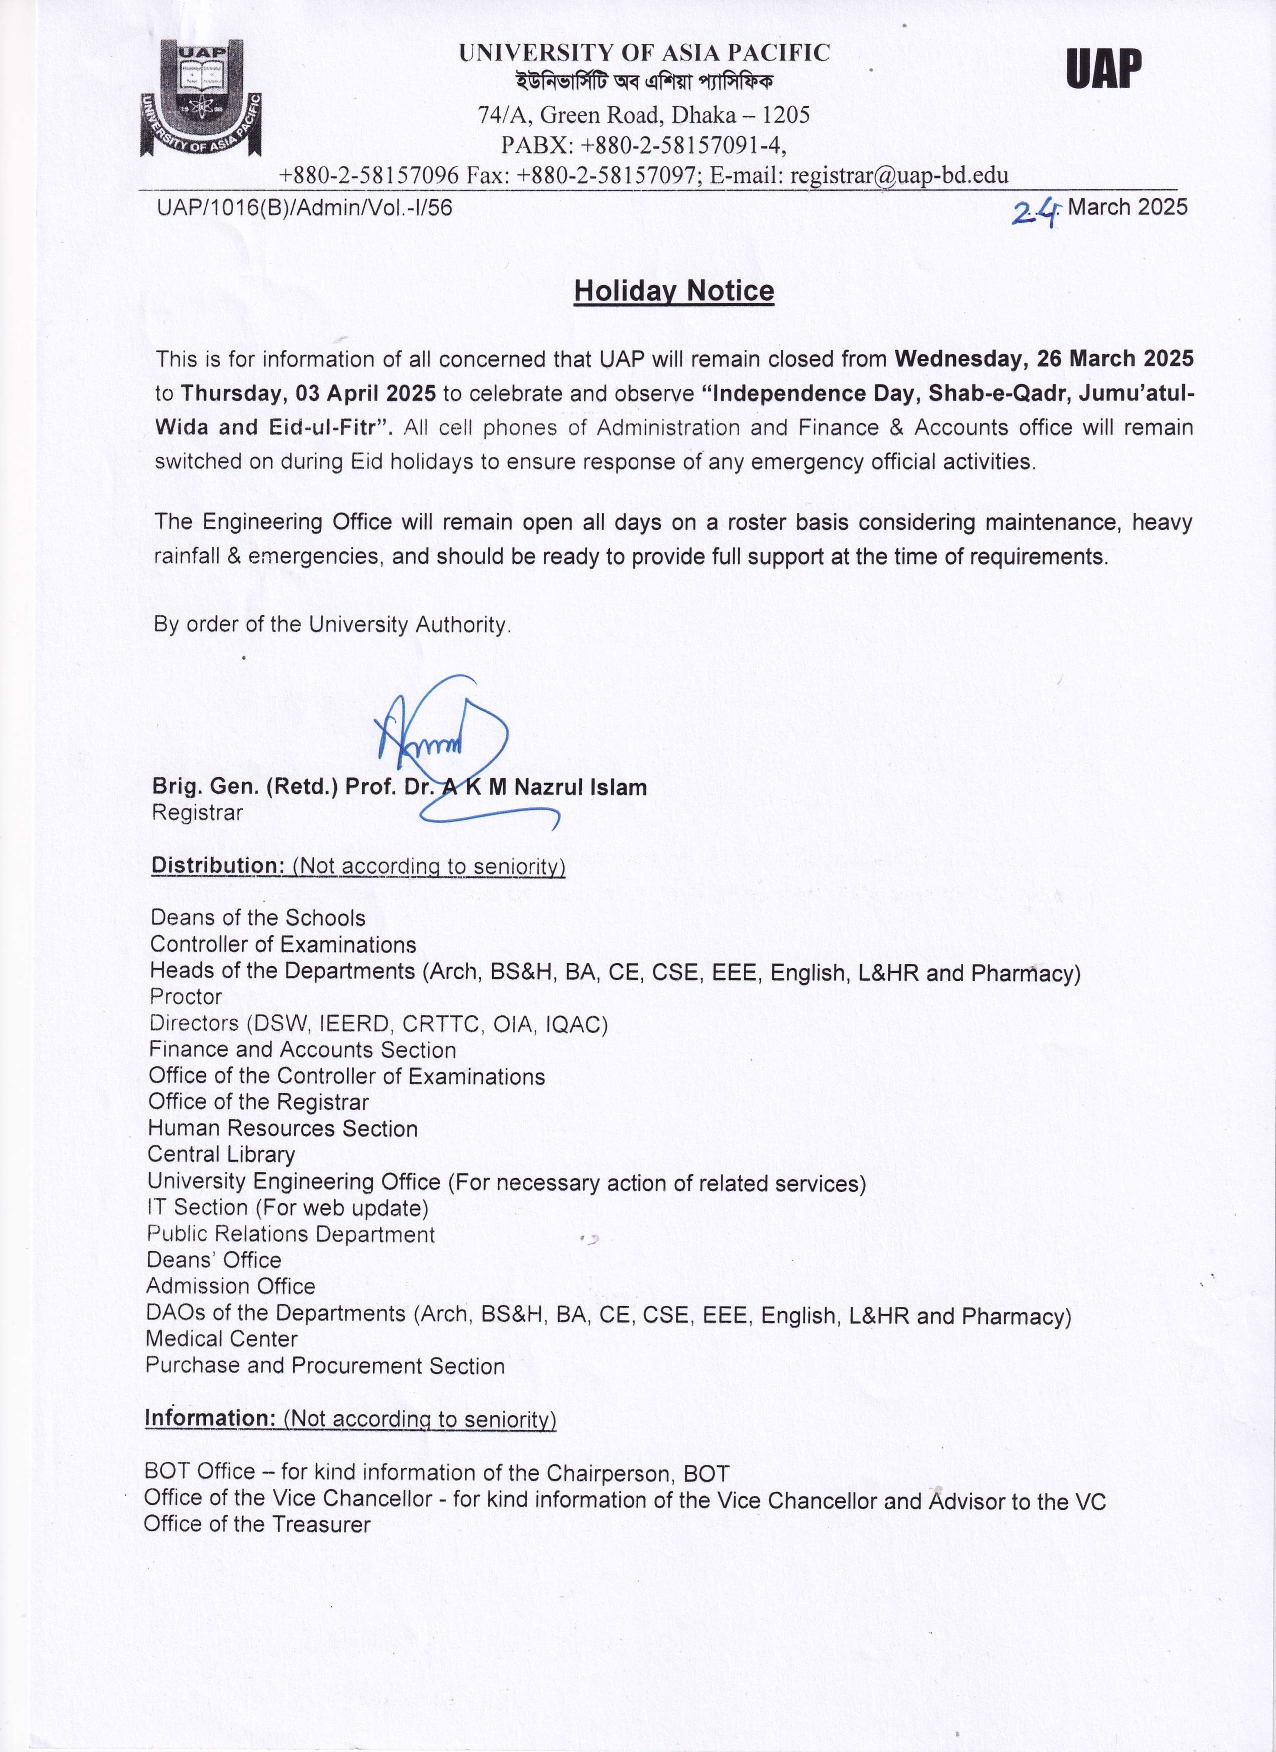 UAP
UNIVERSITY OF ASIA PACIFIC
UNIVERSITY OF ASIA PACIFIC
ইউনিভার্সিটি অব এশিয়া প্যাসিফিক
74/A, Green Road, Dhaka – 1205
PABX: +880-2-58157091-4,
+880-2-58157096 Fax: +880-2-58157097; E-mail: registrar@uap-bd.edu
UAP
UAP/1016(B)/Admin/Vol.-I/56
24 March 2025
Holiday Notice
This is for information of all concerned that UAP will remain closed from Wednesday, 26 March 2025
to Thursday, 03 April 2025 to celebrate and observe “Independence Day, Shab-e-Qadr, Jumu’atul-
Wida and Eid-ul-Fitr”. All cell phones of Administration and Finance & Accounts office will remain
switched on during Eid holidays to ensure response of any emergency official activities.
The Engineering Office will remain open all days on a roster basis considering maintenance, heavy
rainfall & emergencies, and should be ready to provide full support at the time of requirements.
By order of the University Authority.
Brig. Gen. (Retd.) Prof. Dr. A K M Nazrul Islam
Registrar
Distribution: (Not according to seniority)
Deans of the Schools
Controller of Examinations
Heads of the Departments (Arch, BS&H, BA, CE, CSE, EEE, English, L&HR and Pharmacy)
Proctor
Directors (DSW, IEERD, CRTTC, OIA, IQAC)
Finance and Accounts Section
Office of the Controller of Examinations
Office of the Registrar
Human Resources Section
Central Library
University Engineering Office (For necessary action of related services)
IT Section (For web update)
Public Relations Department
Deans’ Office
Admission Office
DAOs of the Departments (Arch, BS&H, BA, CE, CSE, EEE, English, L&HR and Pharmacy)
Medical Center
Purchase and Procurement Section
Information: (Not according to seniority)
BOT Office – for kind information of the Chairperson, BOT
Office of the Vice Chancellor - for kind information of the Vice Chancellor and Advisor to the VC
Office of the Treasurer